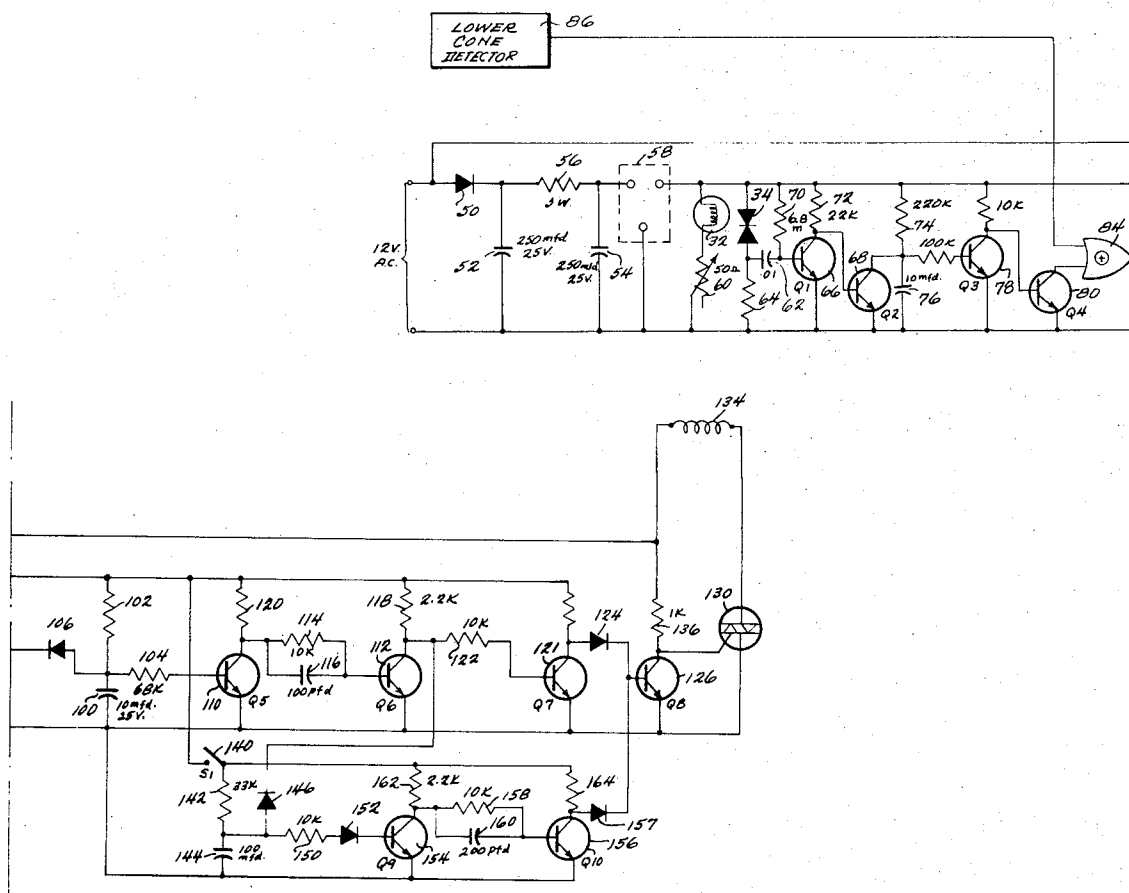 LOWER
CONE
DETECTOR
86
56
158
50
5W
12V.
A.C.
52
250mfd
25V.
250mfd.
25V.
54
32
50Ω
60
34
64
.01
62
70
6.8
m
72
22K
Q1
66
68
Q2
220K
74
10mfd.
76
100K
10K
Q3
78
80
Q4
84
134
106
102
104
68K
100
10mfd.
25V.
110
Q5
120
114
10K
116
100pfd
118
2.2K
112
Q6
10K
122
121
Q7
124
1K
136
130
126
Q8
140
S1
33K
142
146
144
100
mfd.
10K
150
152
162
2.2K
154
Q9
10K
158
160
200pfd
164
157
156
Q10